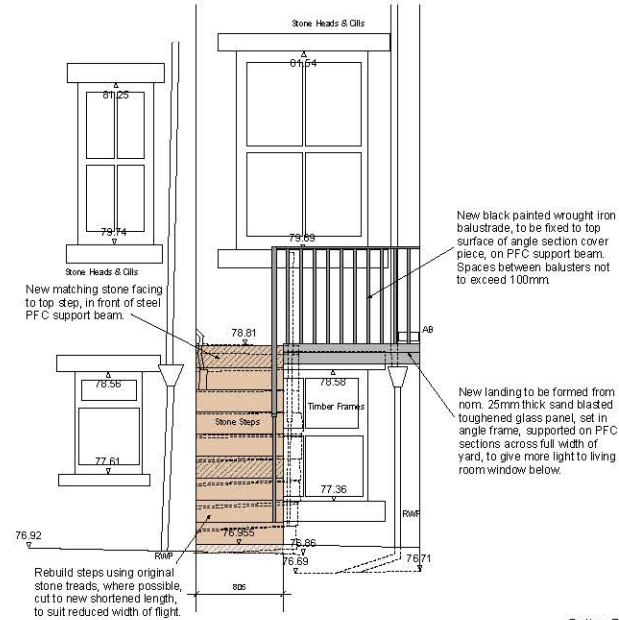 Stone Heads & Cills
81.54
81.25
79.74
79.69
Stone Heads & Cills
New matching stone facing
to top step, in front of steel
PFC support beam.
New black painted wrought iron
balustrade, to be fixed to top
surface of angle section cover
piece, on PFC support beam.
Spaces between balusters not
to exceed 100mm.
78.81
AB
78.56
78.58
Timber Frames
Stone Steps
New landing to be formed from
nom. 25mm thick sand blasted
toughened glass panel, set in
angle frame, supported on PFC
sections across full width of
yard, to give more light to living
room window below.
77.61
77.36
RWP
76.92
76.955
76.86
RWP
76.69
76.71
Rebuild steps using original
stone treads, where possible,
cut to new shortened length,
to suit reduced width of flight.
805